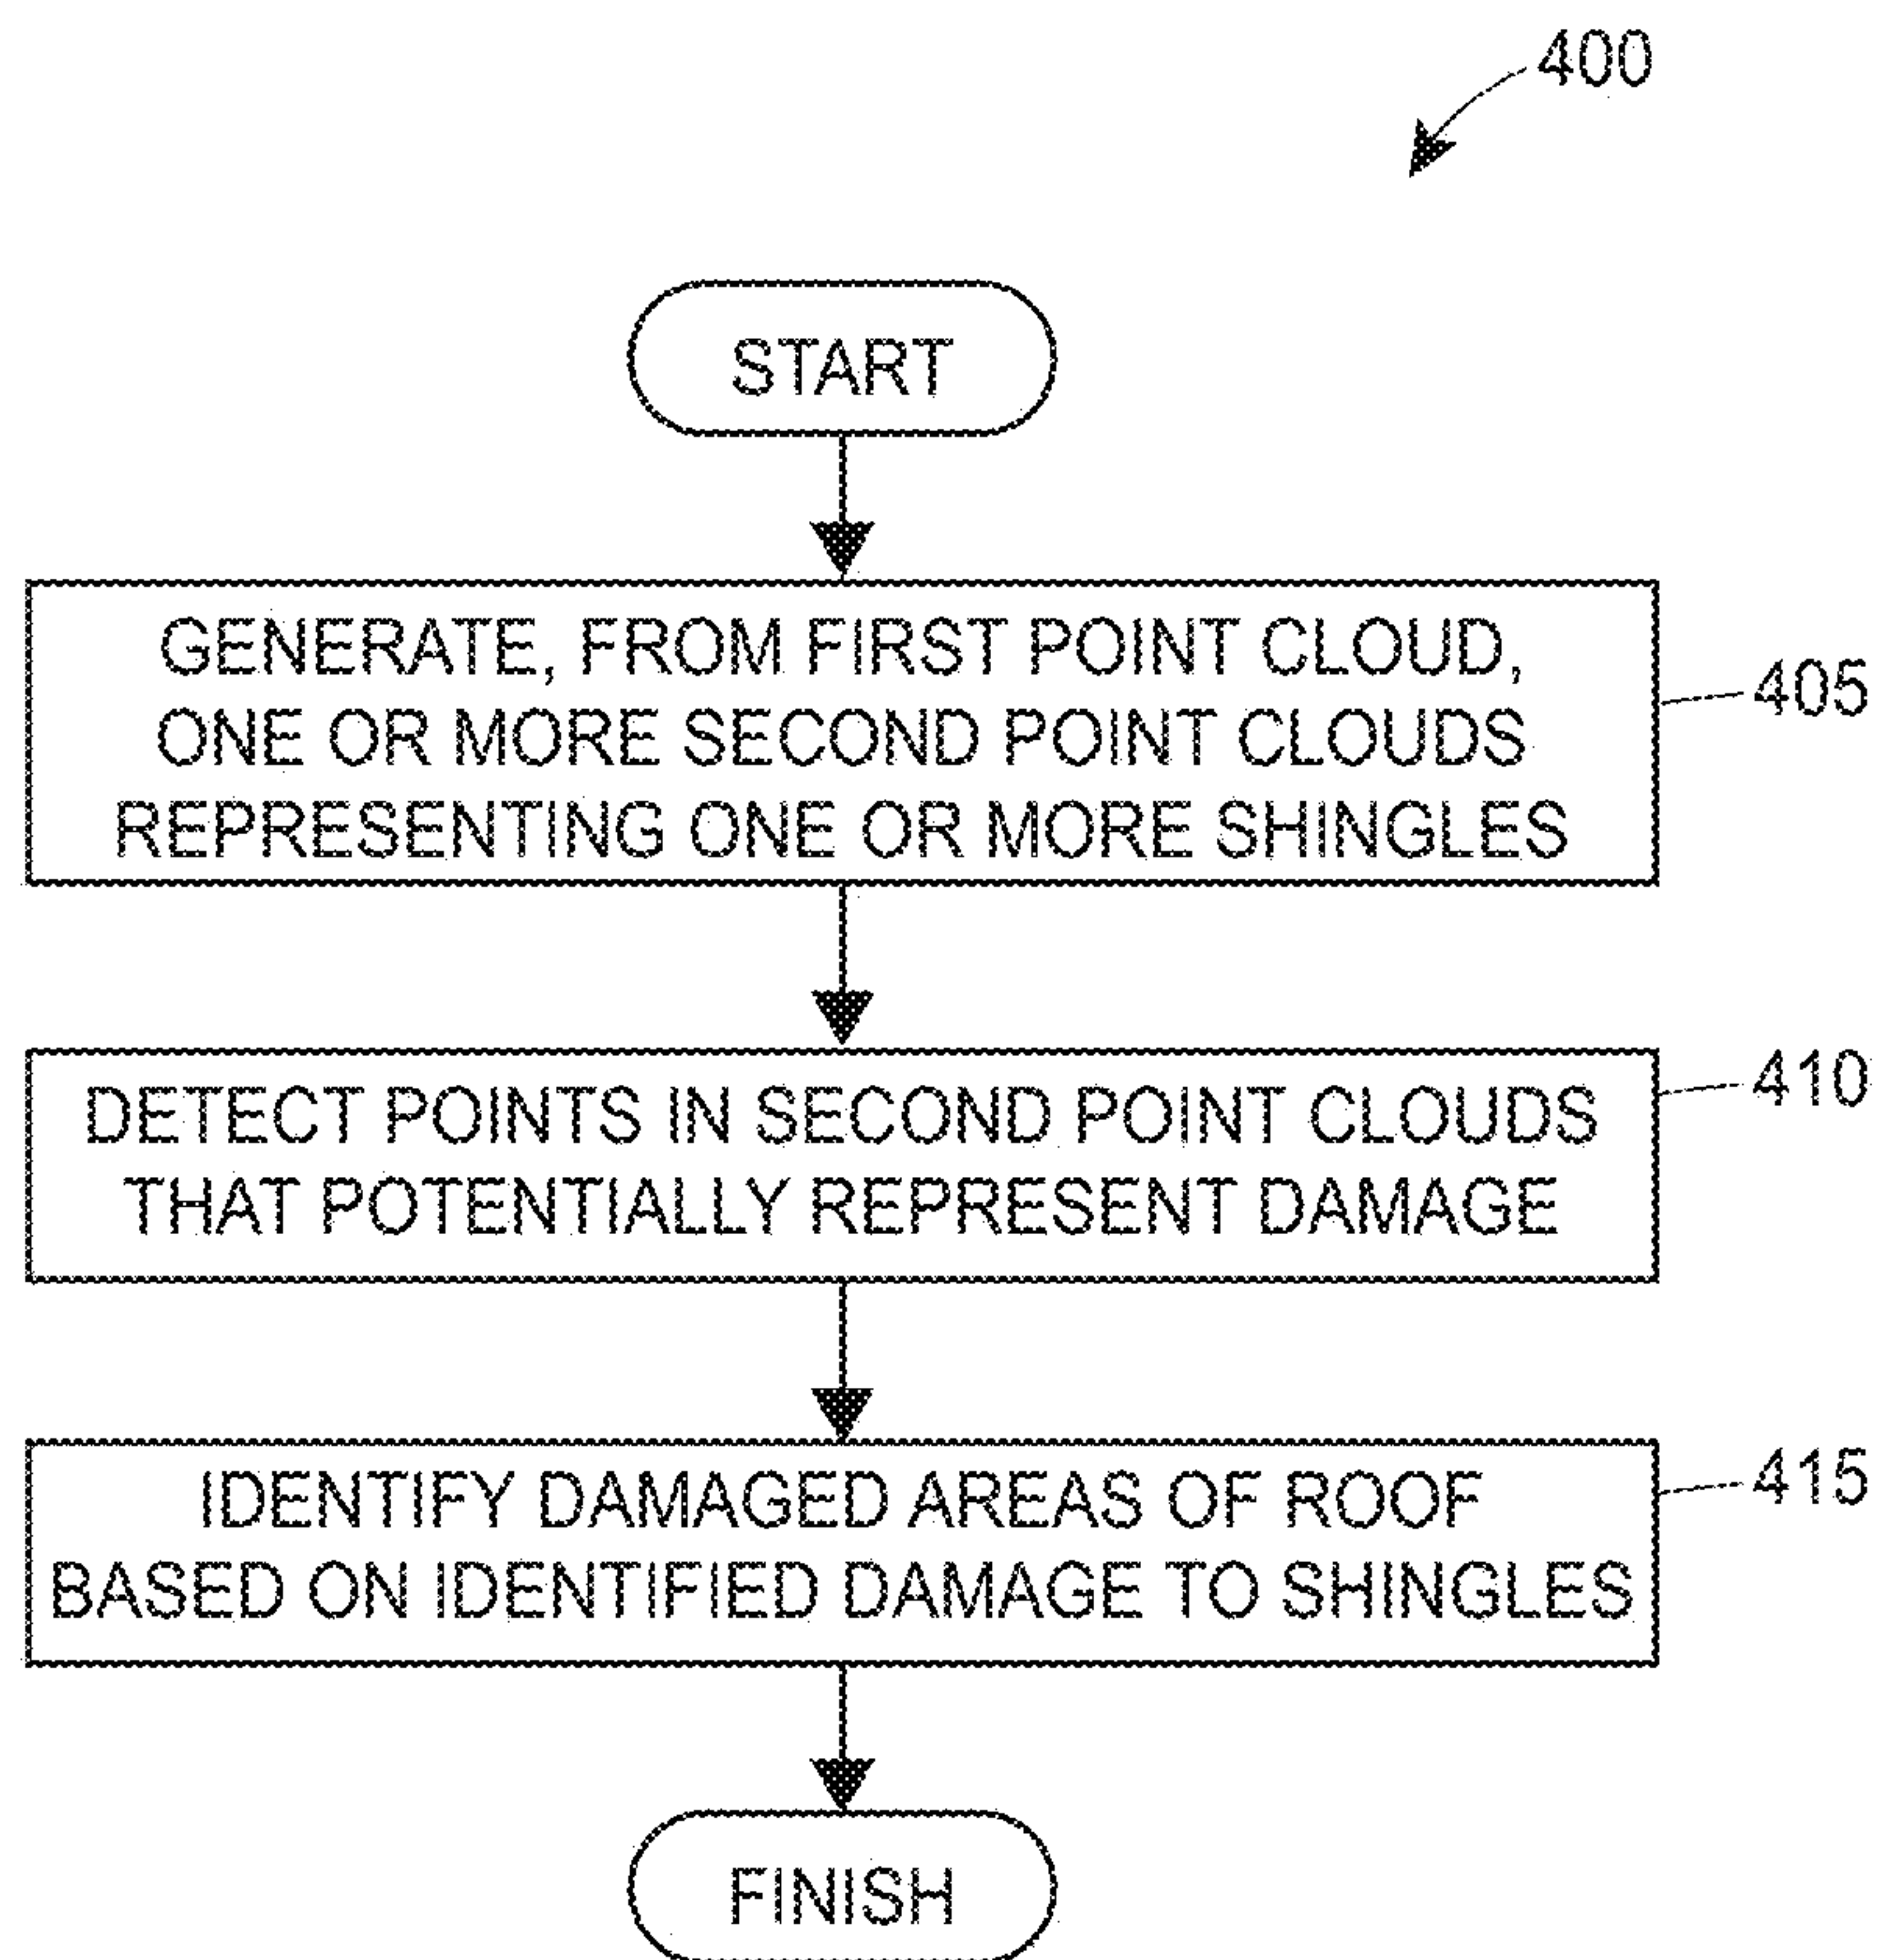 400
START
GENERATE, FROM FIRST POINT CLOUD,
ONE OR MORE SECOND POINT CLOUDS
REPRESENTING ONE OR MORE SHINGLES
405
DETECT POINTS IN SECOND POINT CLOUDS
THAT POTENTIALLY REPRESENT DAMAGE
410
IDENTIFY DAMAGED AREAS OF ROOF
BASED ON IDENTIFIED DAMAGE TO SHINGLES
415
FINISH